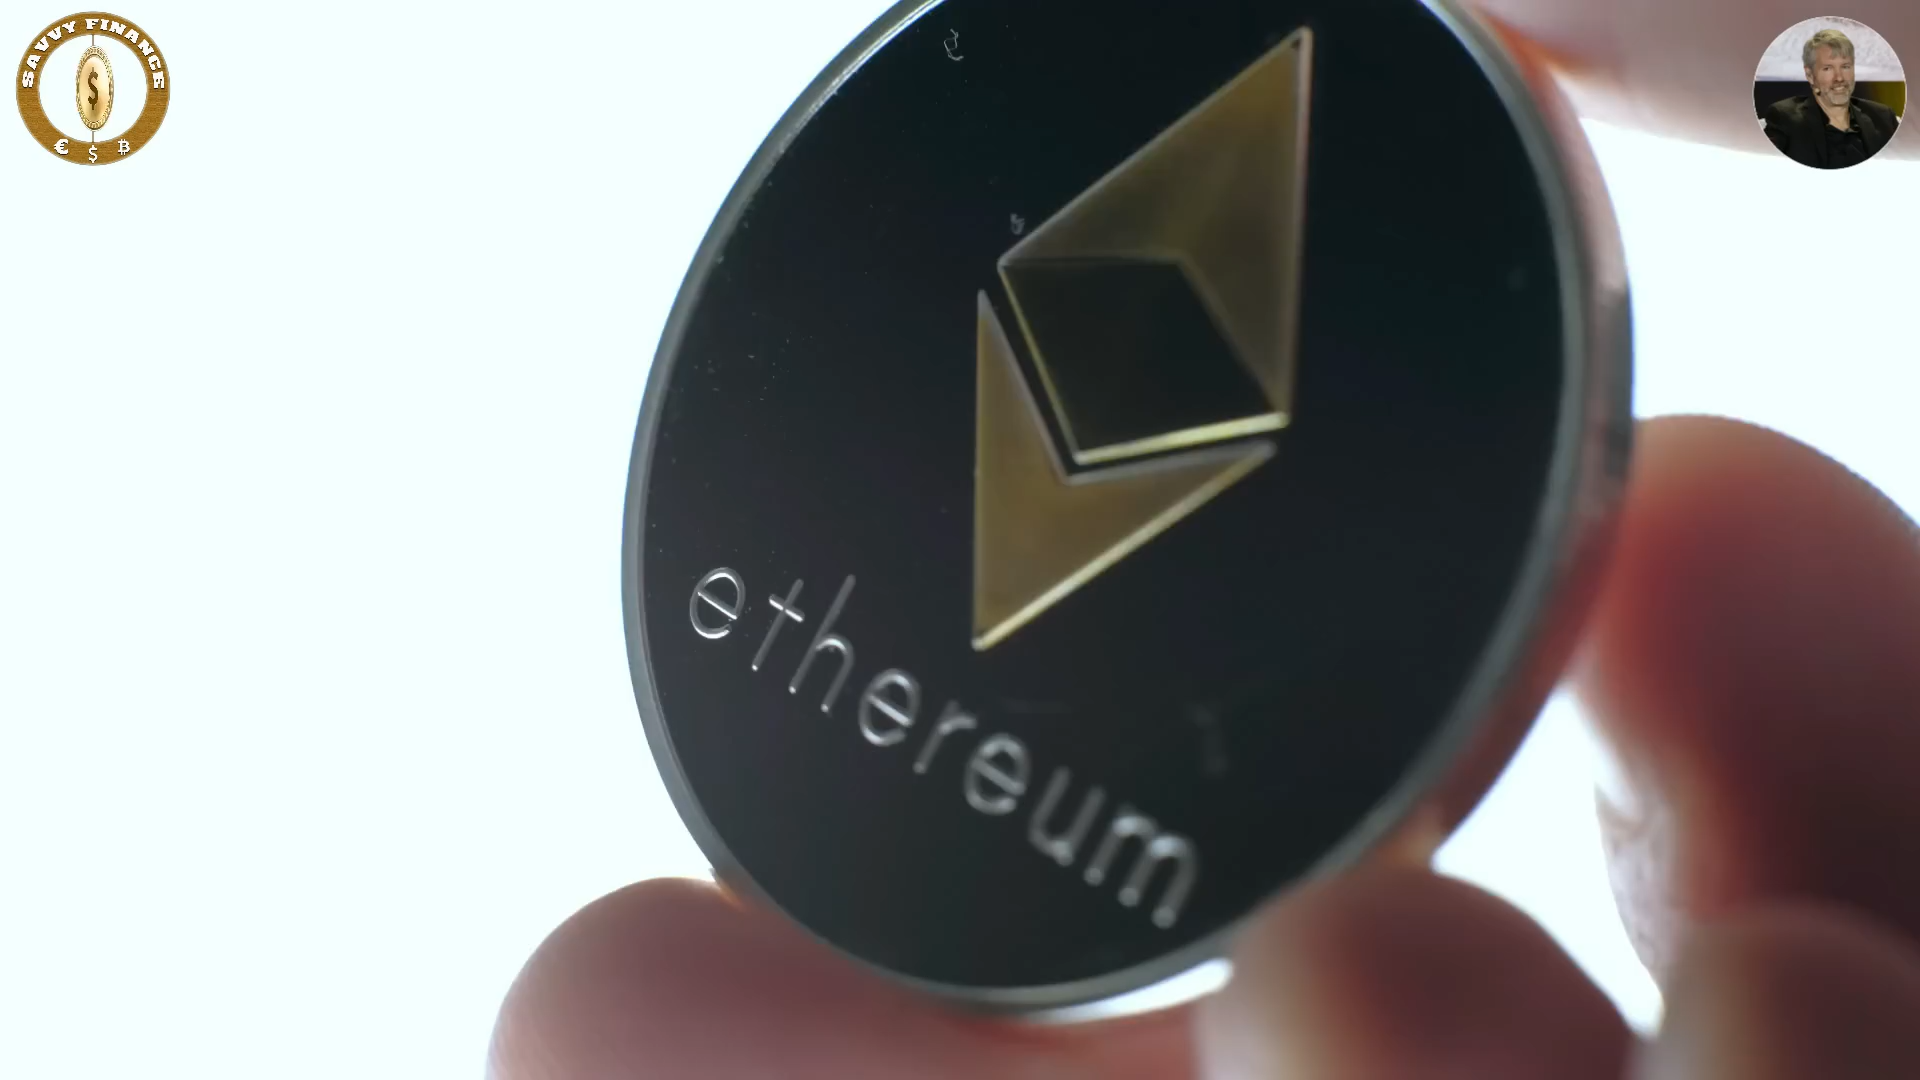 SAVVY FINANCE
$
€ $ ₿
ethereum